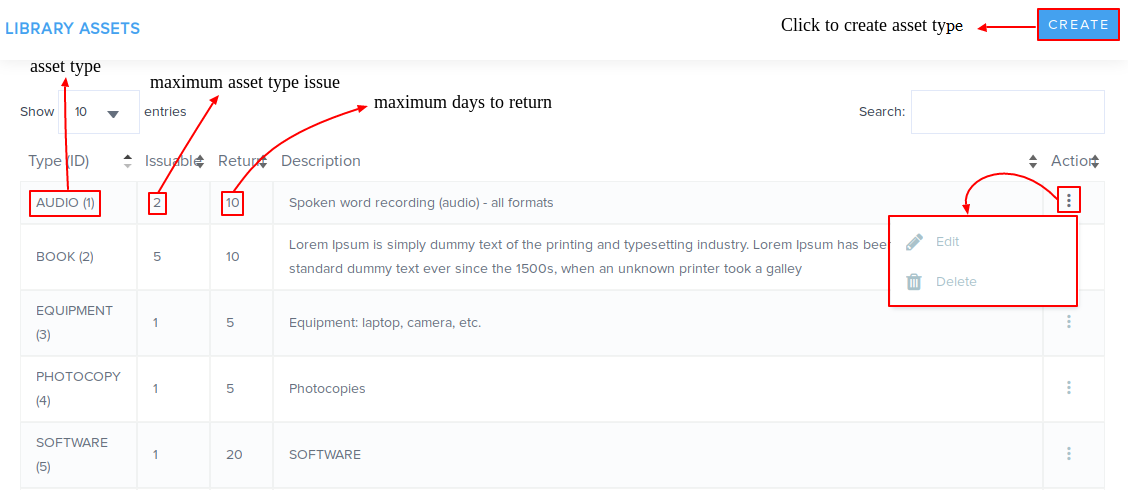 LIBRARY ASSETS
Click to create asset type
CREATE
asset type
maximum asset type issue
maximum days to return
Show 10 entries
Search:
Type (ID) Issuable Return Description Action
AUDIO (1) 2 10 Spoken word recording (audio) - all formats
BOOK (2) 5 10 Lorem Ipsum is simply dummy text of the printing and typesetting industry. Lorem Ipsum has been
standard dummy text ever since the 1500s, when an unknown printer took a galley
Edit
Delete
EQUIPMENT
(3) 1 5 Equipment: laptop, camera, etc.
PHOTOCOPY
(4) 1 5 Photocopies
SOFTWARE
(5) 1 20 SOFTWARE